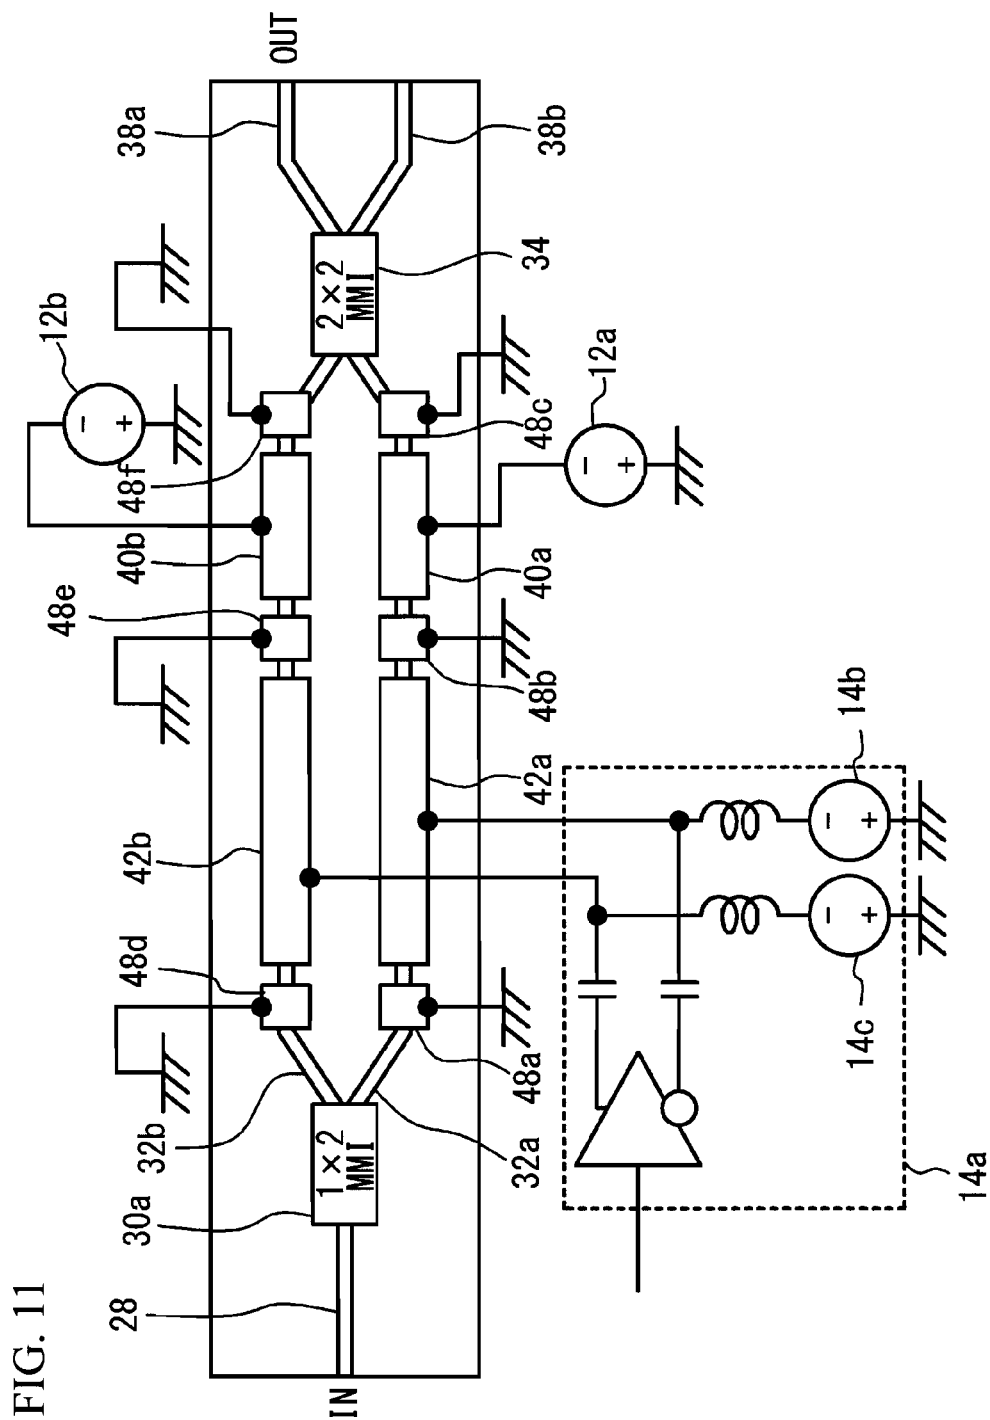 FIG. 11
12b
38a
OUT
48e
40b
48f
42b
48d
32b
30a
28
IN
1×2
MMI
2×2
MMI
34
38b
48c
12a
40a
48b
42a
48a
32a
14b
14c
14a
−
+
−
+
−
+
−
+